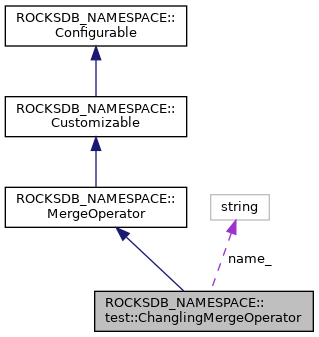 ROCKSDB_NAMESPACE::
Configurable
ROCKSDB_NAMESPACE::
Customizable
ROCKSDB_NAMESPACE::
MergeOperator
string
name_
ROCKSDB_NAMESPACE::
test::ChanglingMergeOperator